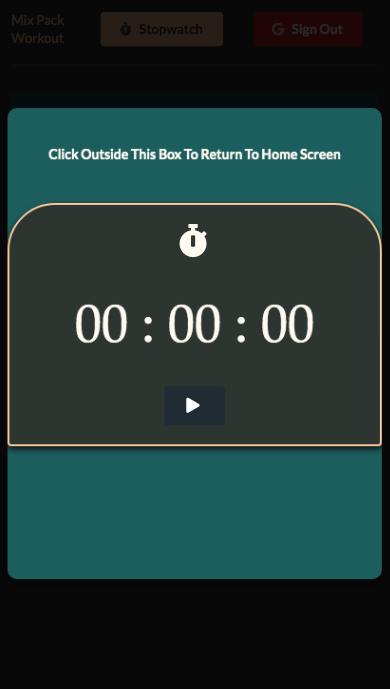 Mix Pack
Workout
Stopwatch
Sign Out
Click Outside This Box To Return To Home Screen
00 : 00 : 00